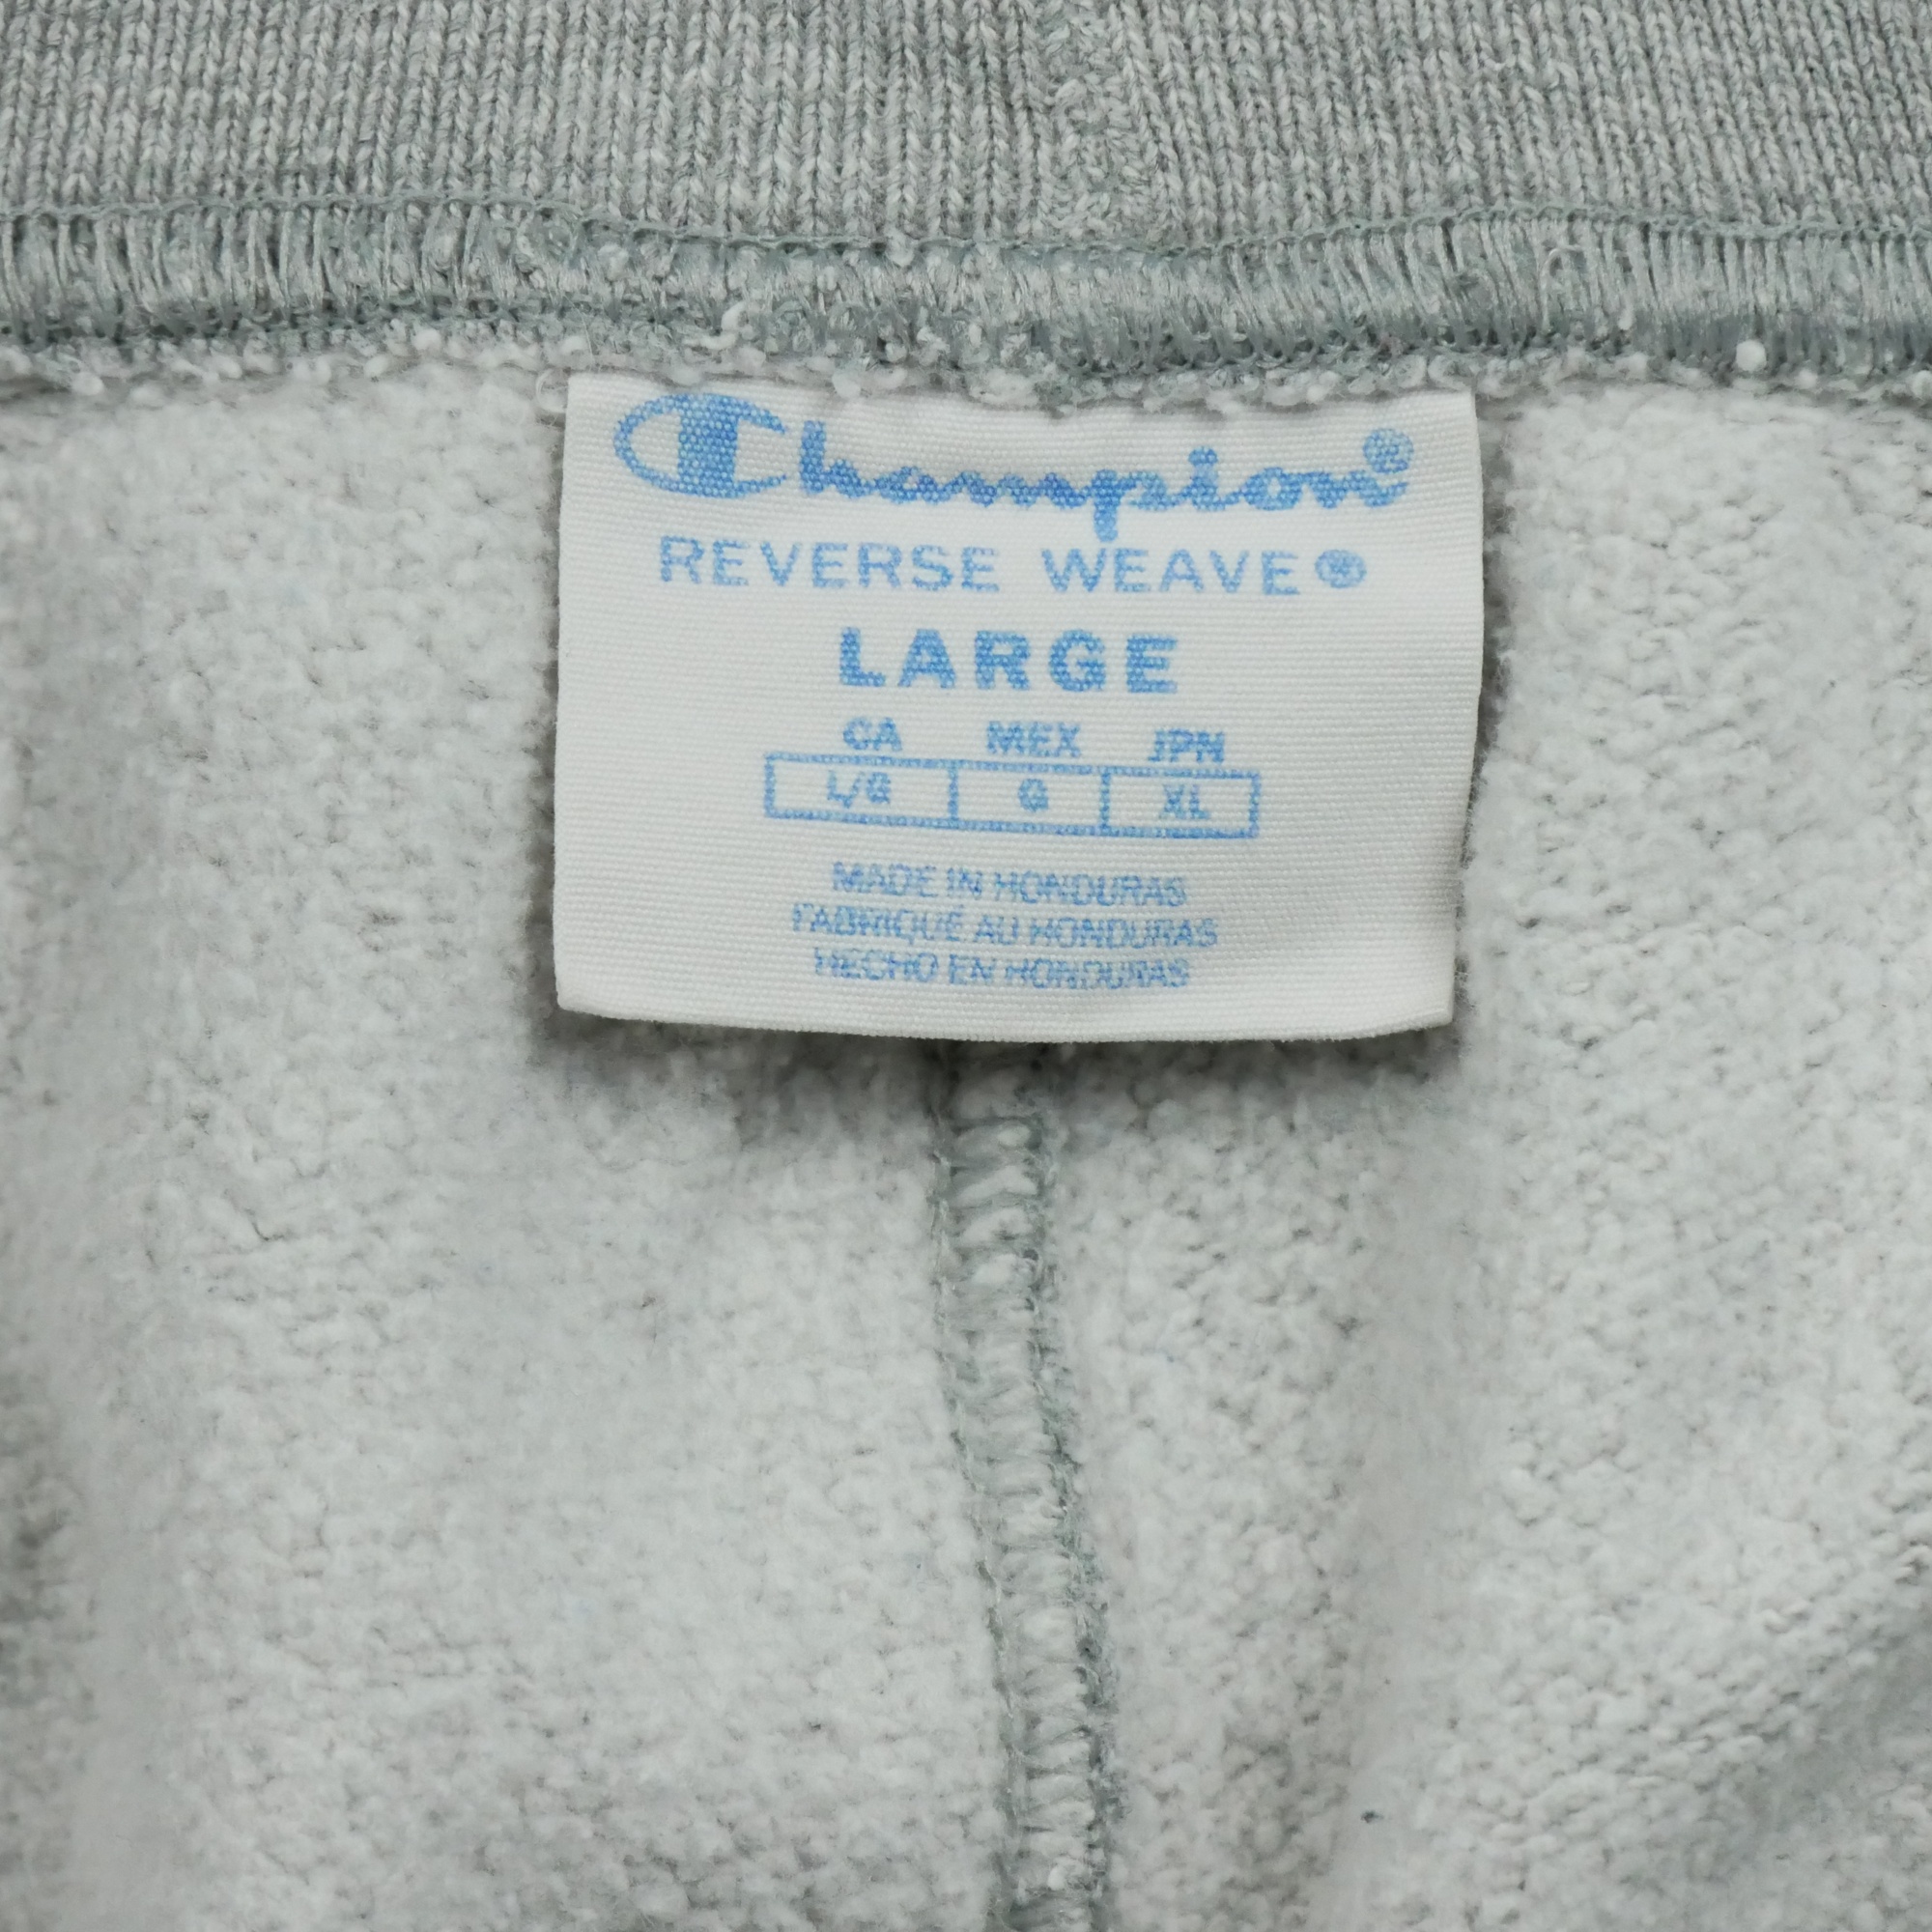 Champion®
REVERSE WEAVE®
LARGE
CA MEX JPN
L/G G XL
MADE IN HONDURAS
FABRIQUÉ AU HONDURAS
HECHO EN HONDURAS